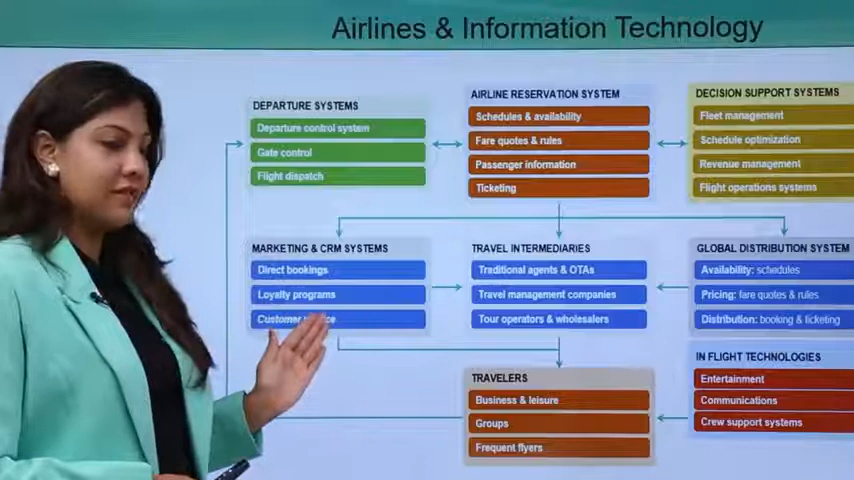 Airlines & Information Technology
DEPARTURE SYSTEMS
Departure control system
Gate control
Flight dispatch
AIRLINE RESERVATION SYSTEM
Schedules & availability
Fare quotes & rules
Passenger information
Ticketing
DECISION SUPPORT SYSTEMS
Fleet management
Schedule optimization
Revenue management
Flight operations systems
MARKETING & CRM SYSTEMS
Direct bookings
Loyalty programs
Customer
TRAVEL INTERMEDIARIES
Traditional agents & OTAs
Travel management companies
Tour operators & wholesalers
GLOBAL DISTRIBUTION SYSTEM
Availability: schedules
Pricing: fare quotes & rules
Distribution: booking & ticketing
TRAVELERS
Business & leisure
Groups
Frequent flyers
IN FLIGHT TECHNOLOGIES
Entertainment
Communications
Crew support systems